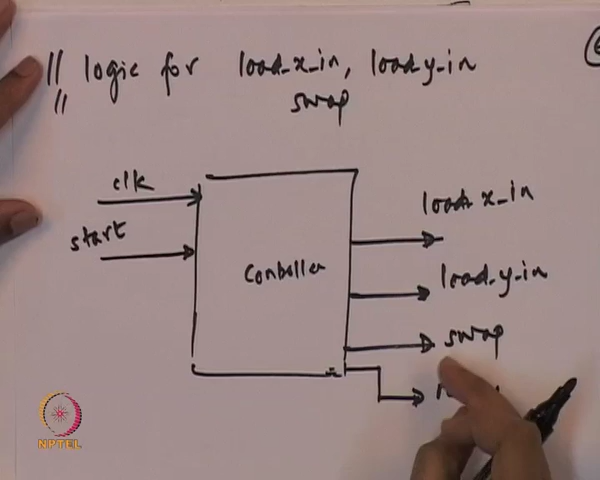 // logic for load_x_in, load_y_in
// swap
clk
start
Controller
load_x_in
load_y_in
swap
NPTEL